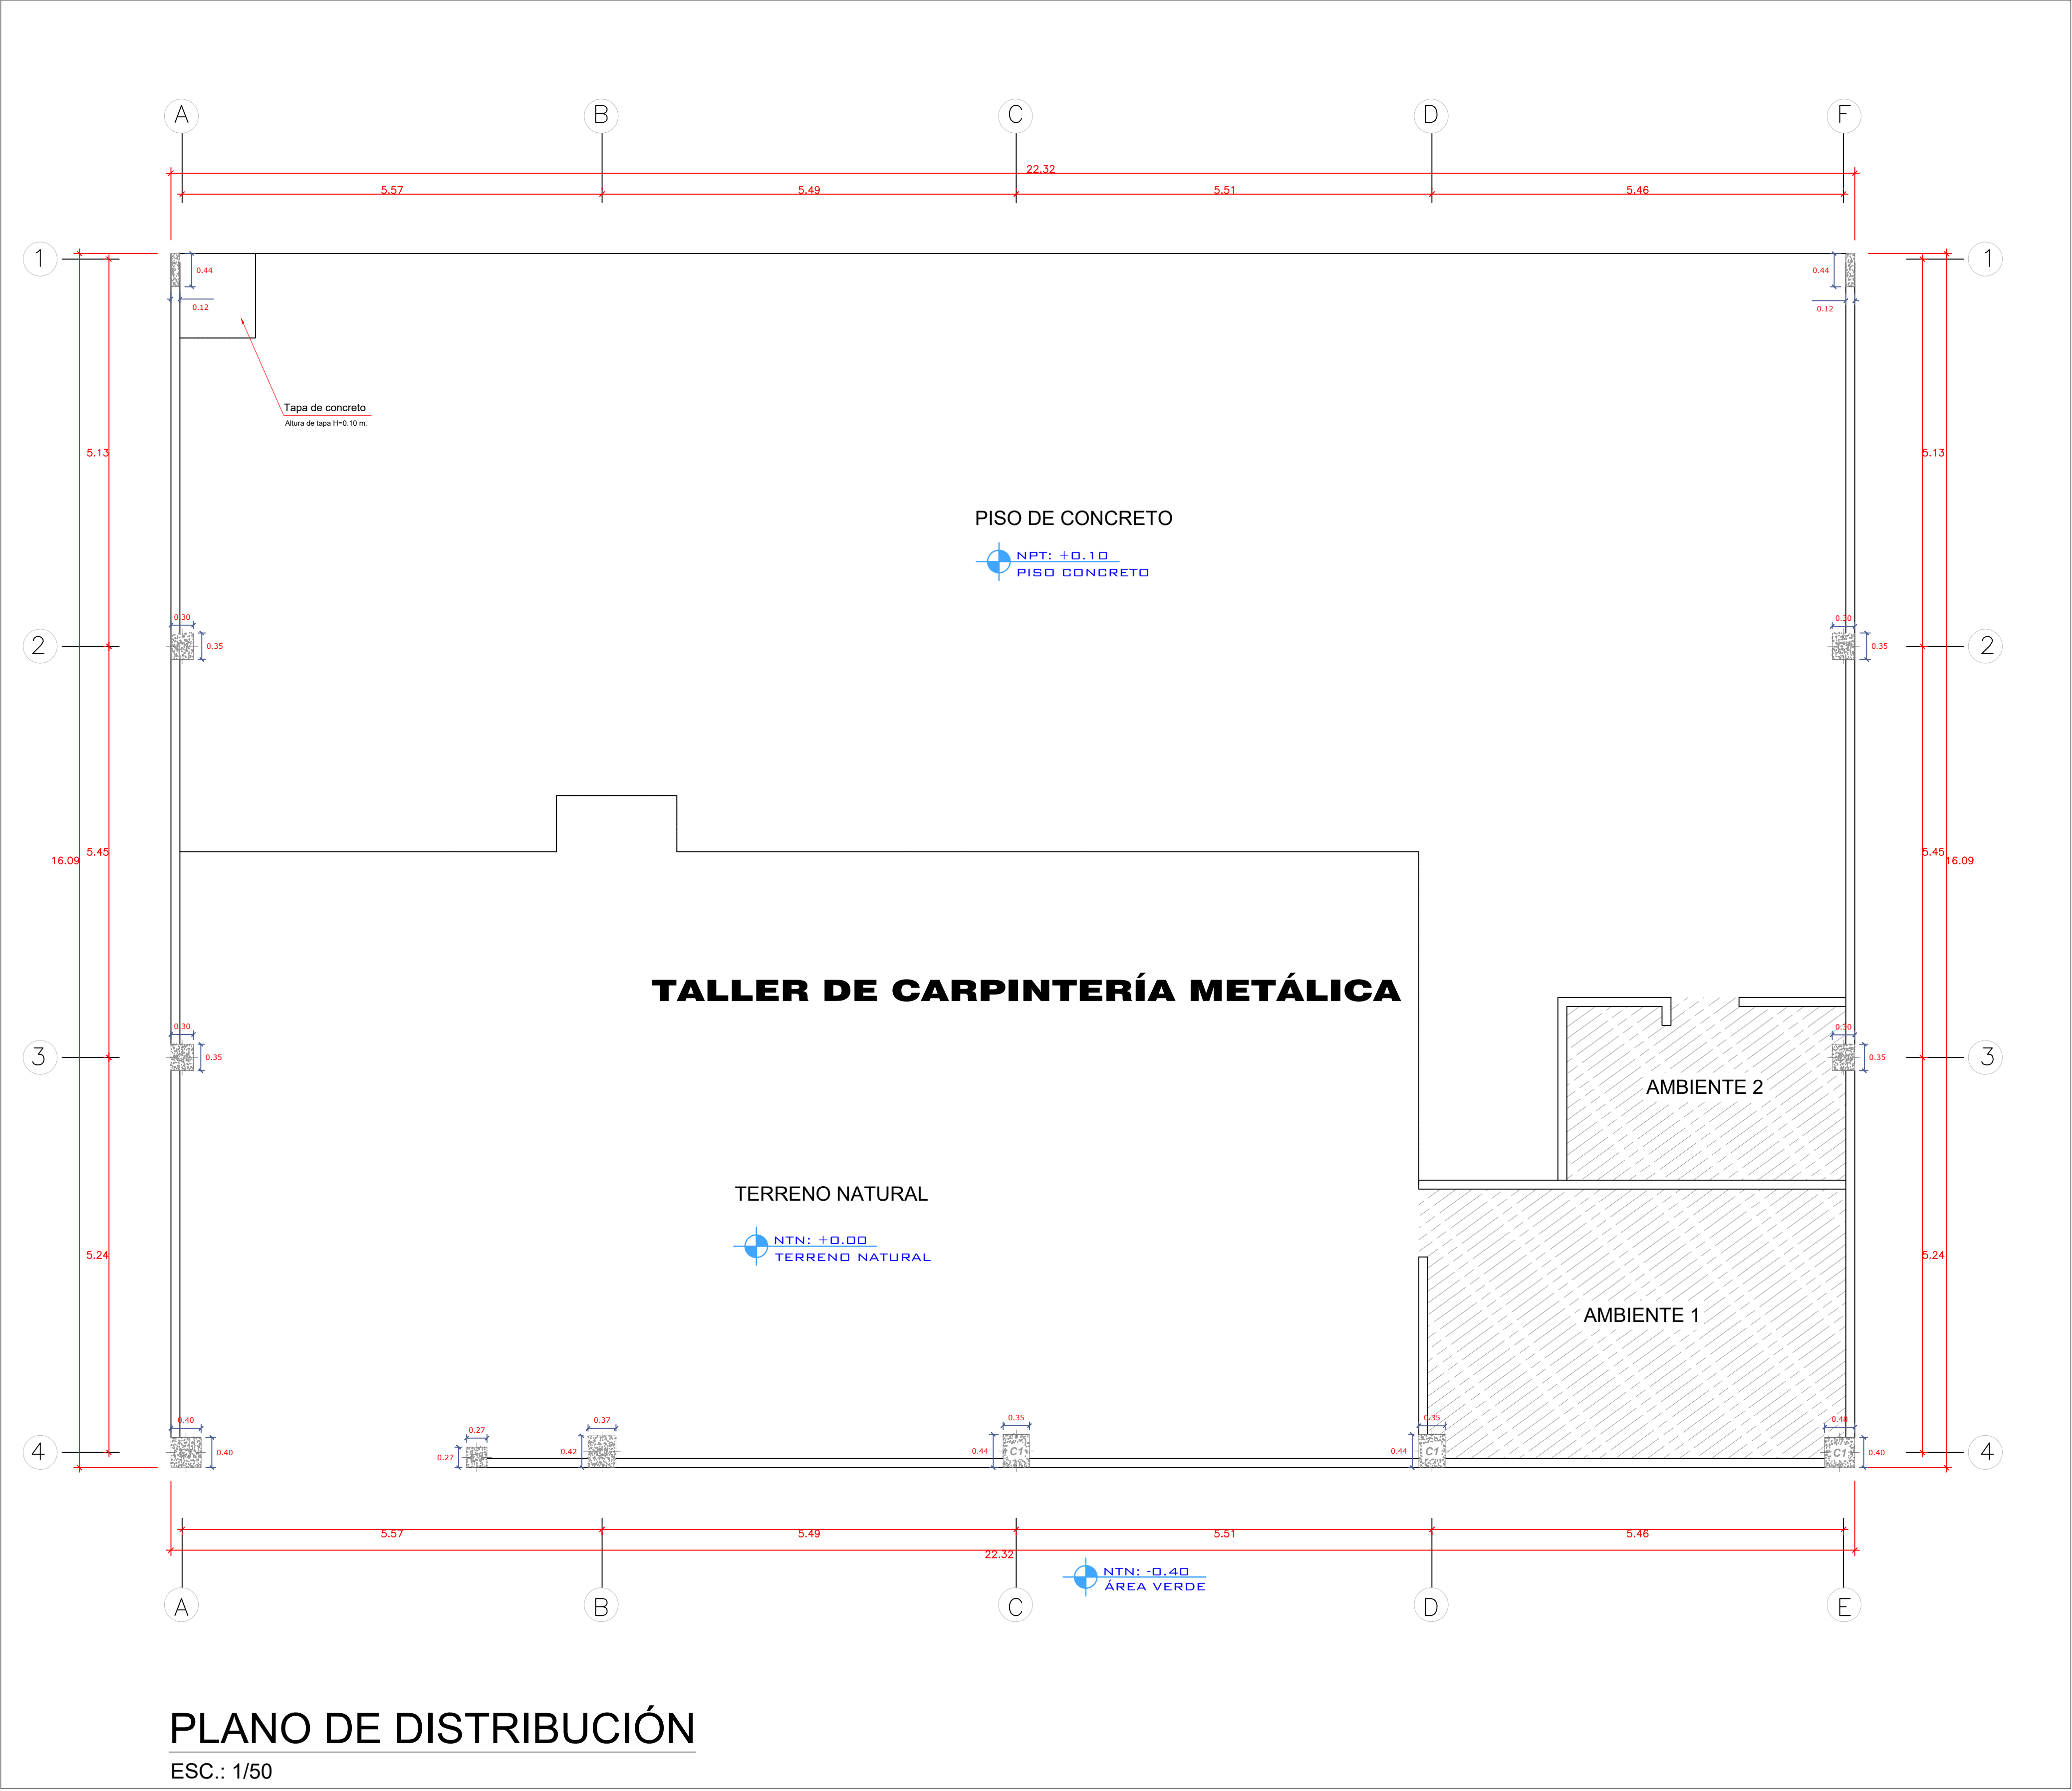 A
B
C
D
F
22.32
5.57
5.49
5.51
5.46
1
1
0.44
0.44
0.12
0.12
Tapa de concreto
Altura de tapa H=0.10 m.
5.13
5.13
PISO DE CONCRETO
NPT: +0.10
PISO CONCRETO
0.30
0.30
2
0.35
0.35
2
16.09
5.45
5.45
16.09
TALLER DE CARPINTERÍA METÁLICA
0.30
0.30
3
0.35
0.35
3
AMBIENTE 2
TERRENO NATURAL
NTN: +0.00
TERRENO NATURAL
5.24
5.24
AMBIENTE 1
0.40
0.27
0.37
0.35
0.35
0.40
4
0.40
0.27
0.42
0.44
C1
0.44
C1
C1
0.40
4
5.57
5.49
5.51
5.46
22.32
NTN: -0.40
ÁREA VERDE
A
B
C
D
E
PLANO DE DISTRIBUCIÓN
ESC.: 1/50